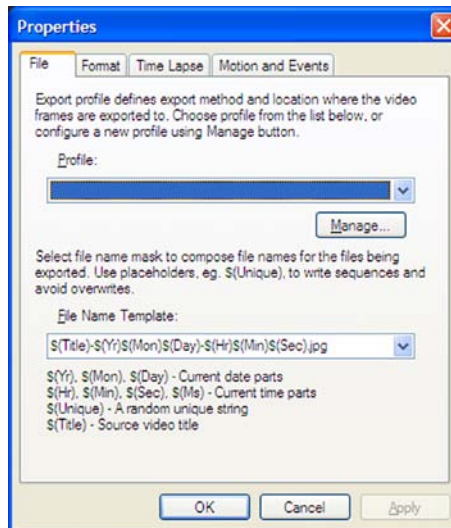 Properties
File
Format
Time Lapse
Motion and Events
Export profile defines export method and location where the video
frames are exported to. Choose profile from the list below, or
configure a new profile using Manage button.
Profile:
Manage...
Select file name mask to compose file names for the files being
exported. Use placeholders, eg. $(Unique), to write sequences and
avoid overwrites.
File Name Template:
$(Title)-$(Yr)$(Mon)$(Day)-$(Hr)$(Min)$(Sec).jpg
$(Yr), $(Mon), $(Day) - Current date parts
$(Hr), $(Min), $(Sec), $(Ms) - Current time parts
$(Unique) - A random unique string
$(Title) - Source video title
OK
Cancel
Apply